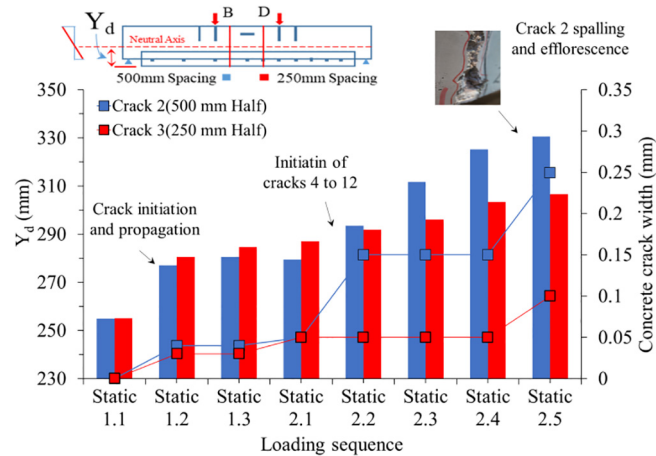 Y_d
B
D
Neutral Axis
500mm Spacing
250mm Spacing
Crack 2 spalling
and efflorescence
Crack 2(500 mm Half)
Crack 3(250 mm Half)
Initiatin of
cracks 4 to 12
Crack initiation
and propagation
Y_d (mm)
350
330
310
290
270
250
230
0.35
0.3
0.25
0.2
0.15
0.1
0.05
0
Concrete crack width (mm)
Static Static Static Static Static Static Static Static
1.1 1.2 1.3 2.1 2.2 2.3 2.4 2.5
Loading sequence